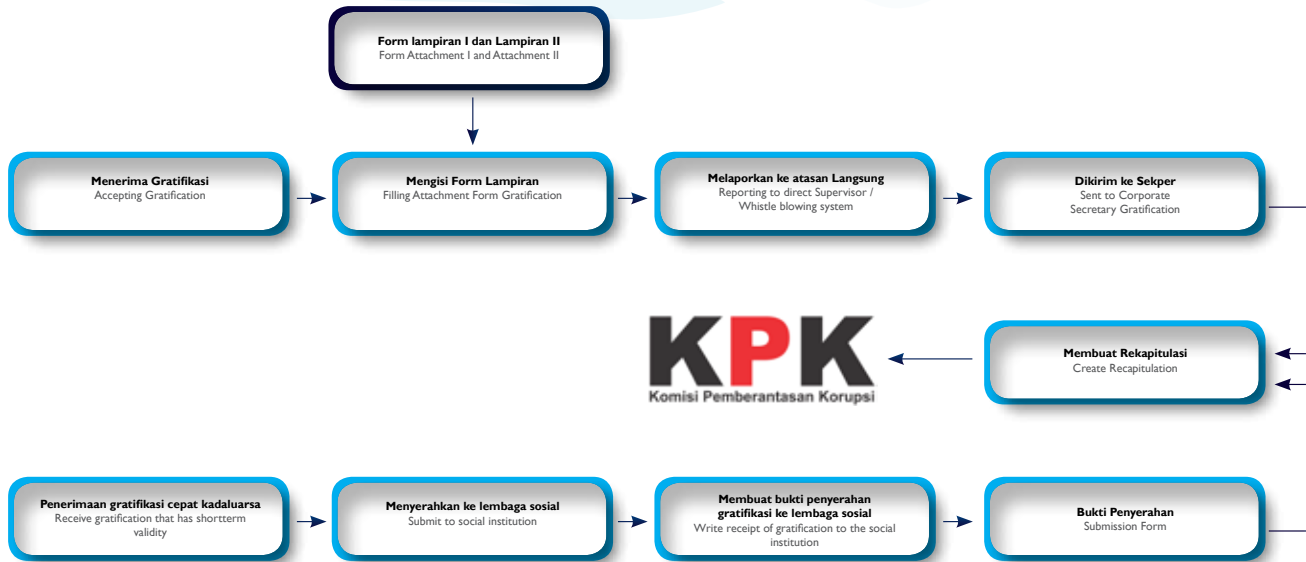 Form lampiran I dan Lampiran II
Form Attachment I and Attachment II
Menerima Gratifikasi
Accepting Gratification
Mengisi Form Lampiran
Filling Attachment Form Gratification
Melaporkan ke atasan Langsung
Reporting to direct Supervisor /
Whistle blowing system
Dikirim ke Sekper
Sent to Corporate
Secretary Gratification
KPK
Komisi Pemberantasan Korupsi
Membuat Rekapitulasi
Create Recapitulation
Penerimaan gratifikasi cepat kadaluarsa
Receive gratification that has shortterm
validity
Menyerahkan ke lembaga sosial
Submit to social institution
Membuat bukti penyerahan
gratifikasi ke lembaga sosial
Write receipt of gratification to the social
institution
Bukti Penyerahan
Submission Form